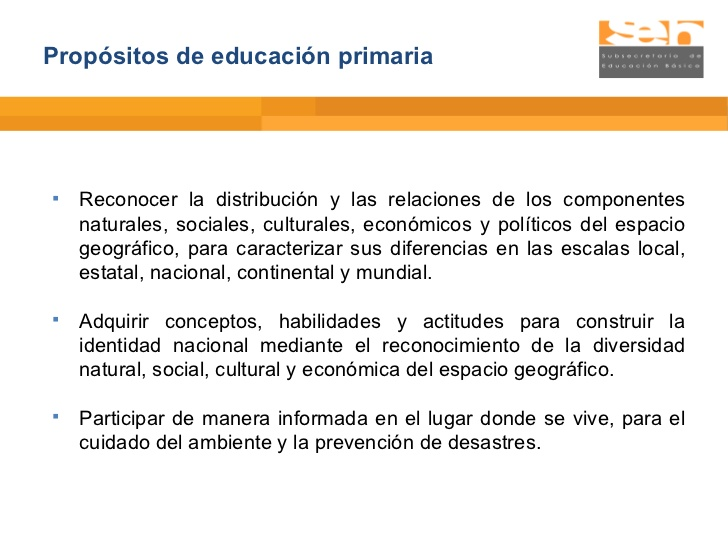 Propósitos de educación primaria
sep
Subsecretaría de
Educación Básica
Reconocer la distribución y las relaciones de los componentes
naturales, sociales, culturales, económicos y políticos del espacio
geográfico, para caracterizar sus diferencias en las escalas local,
estatal, nacional, continental y mundial.
Adquirir conceptos, habilidades y actitudes para construir la
identidad nacional mediante el reconocimiento de la diversidad
natural, social, cultural y económica del espacio geográfico.
Participar de manera informada en el lugar donde se vive, para el
cuidado del ambiente y la prevención de desastres.